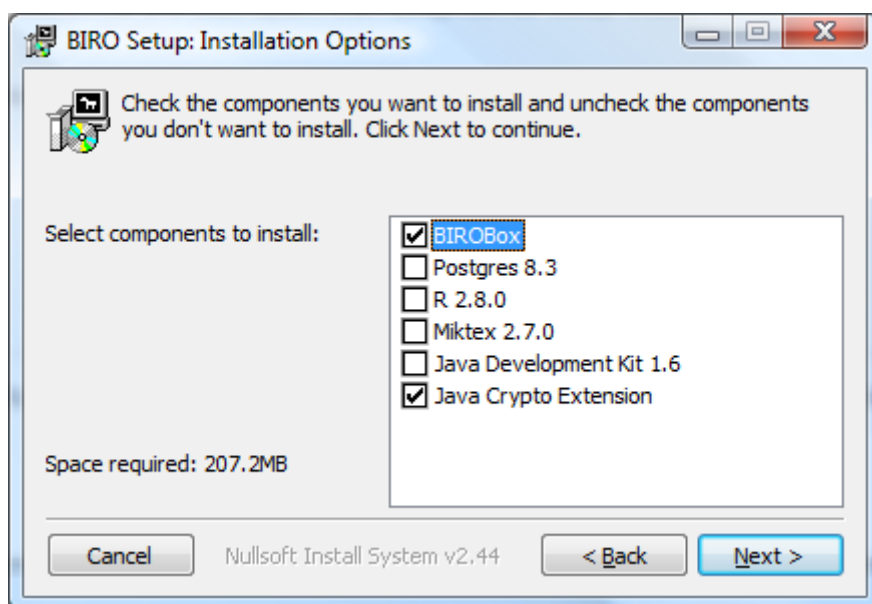 BIRO Setup: Installation Options
Check the components you want to install and uncheck the components
you don't want to install. Click Next to continue.
Select components to install:
BIROBox
Postgres 8.3
R 2.8.0
Miktex 2.7.0
Java Development Kit 1.6
Java Crypto Extension
Space required: 207.2MB
Cancel
Nullsoft Install System v2.44
< Back
Next >